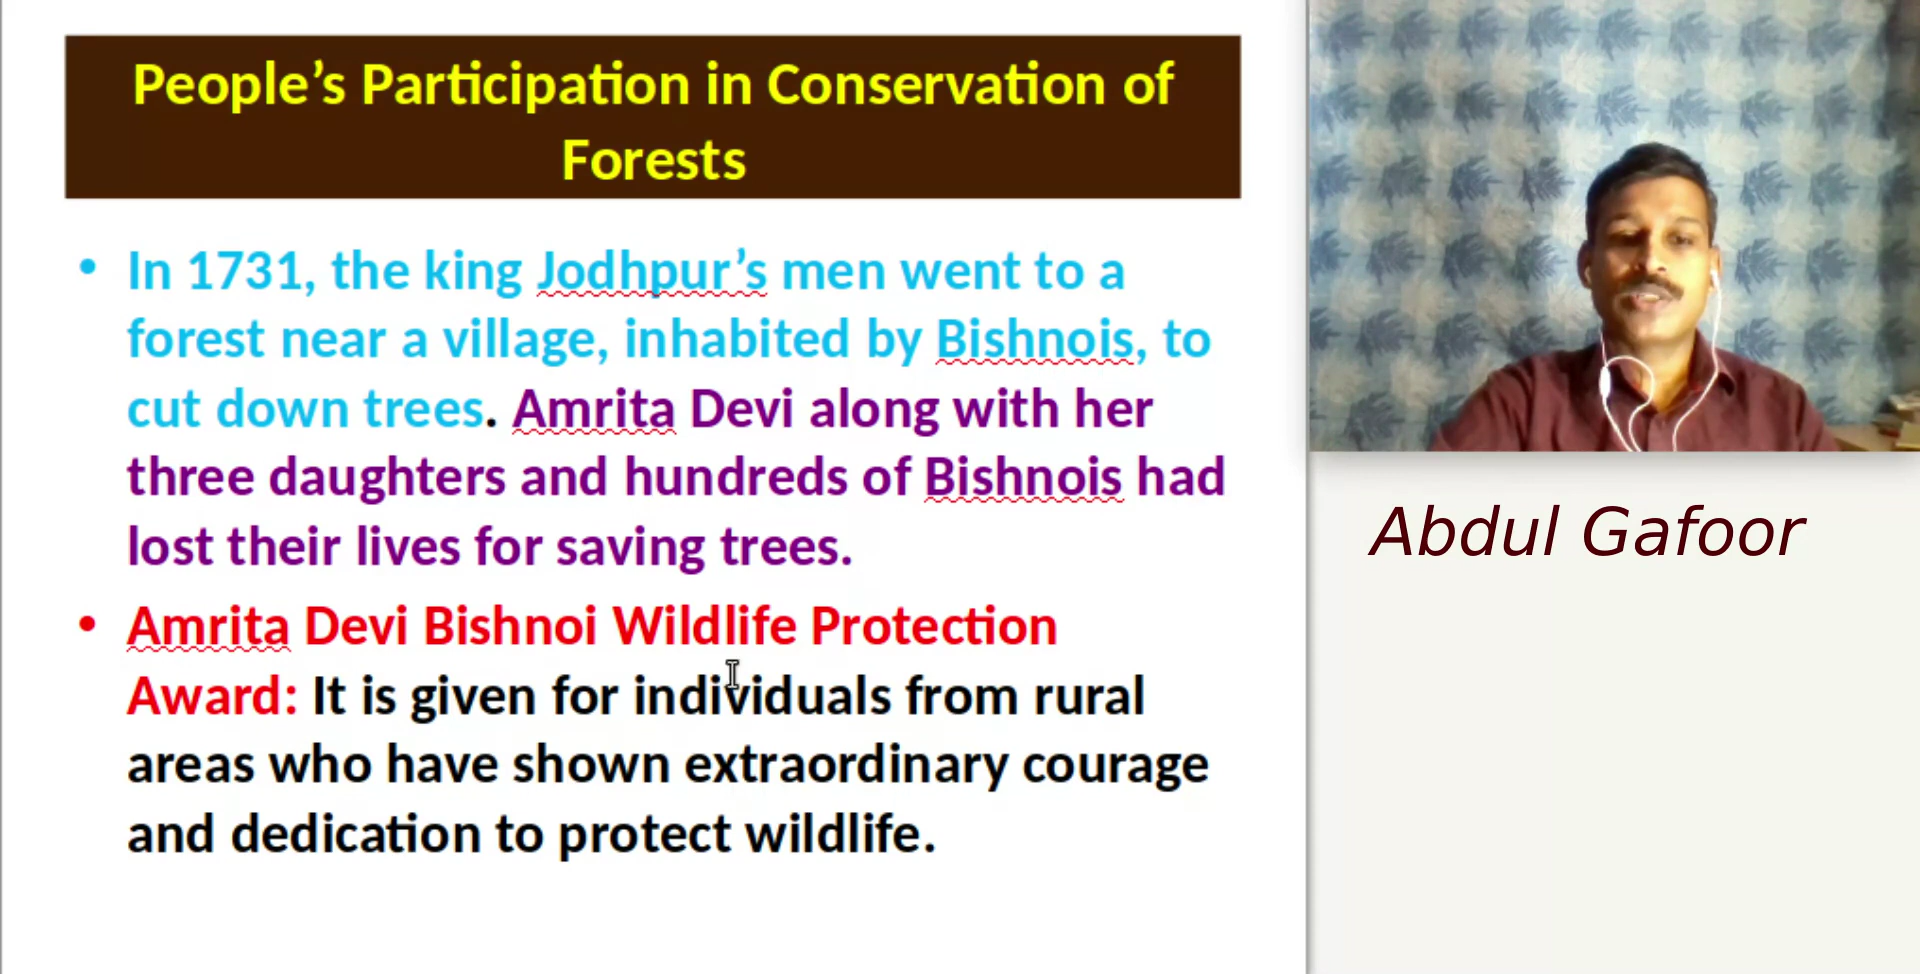 People’s Participation in Conservation of
Forests
• In 1731, the king Jodhpur’s men went to a
forest near a village, inhabited by Bishnois, to
cut down trees. Amrita Devi along with her
three daughters and hundreds of Bishnois had
lost their lives for saving trees.
• Amrita Devi Bishnoi Wildlife Protection
Award: It is given for individuals from rural
areas who have shown extraordinary courage
and dedication to protect wildlife.
Abdul Gafoor